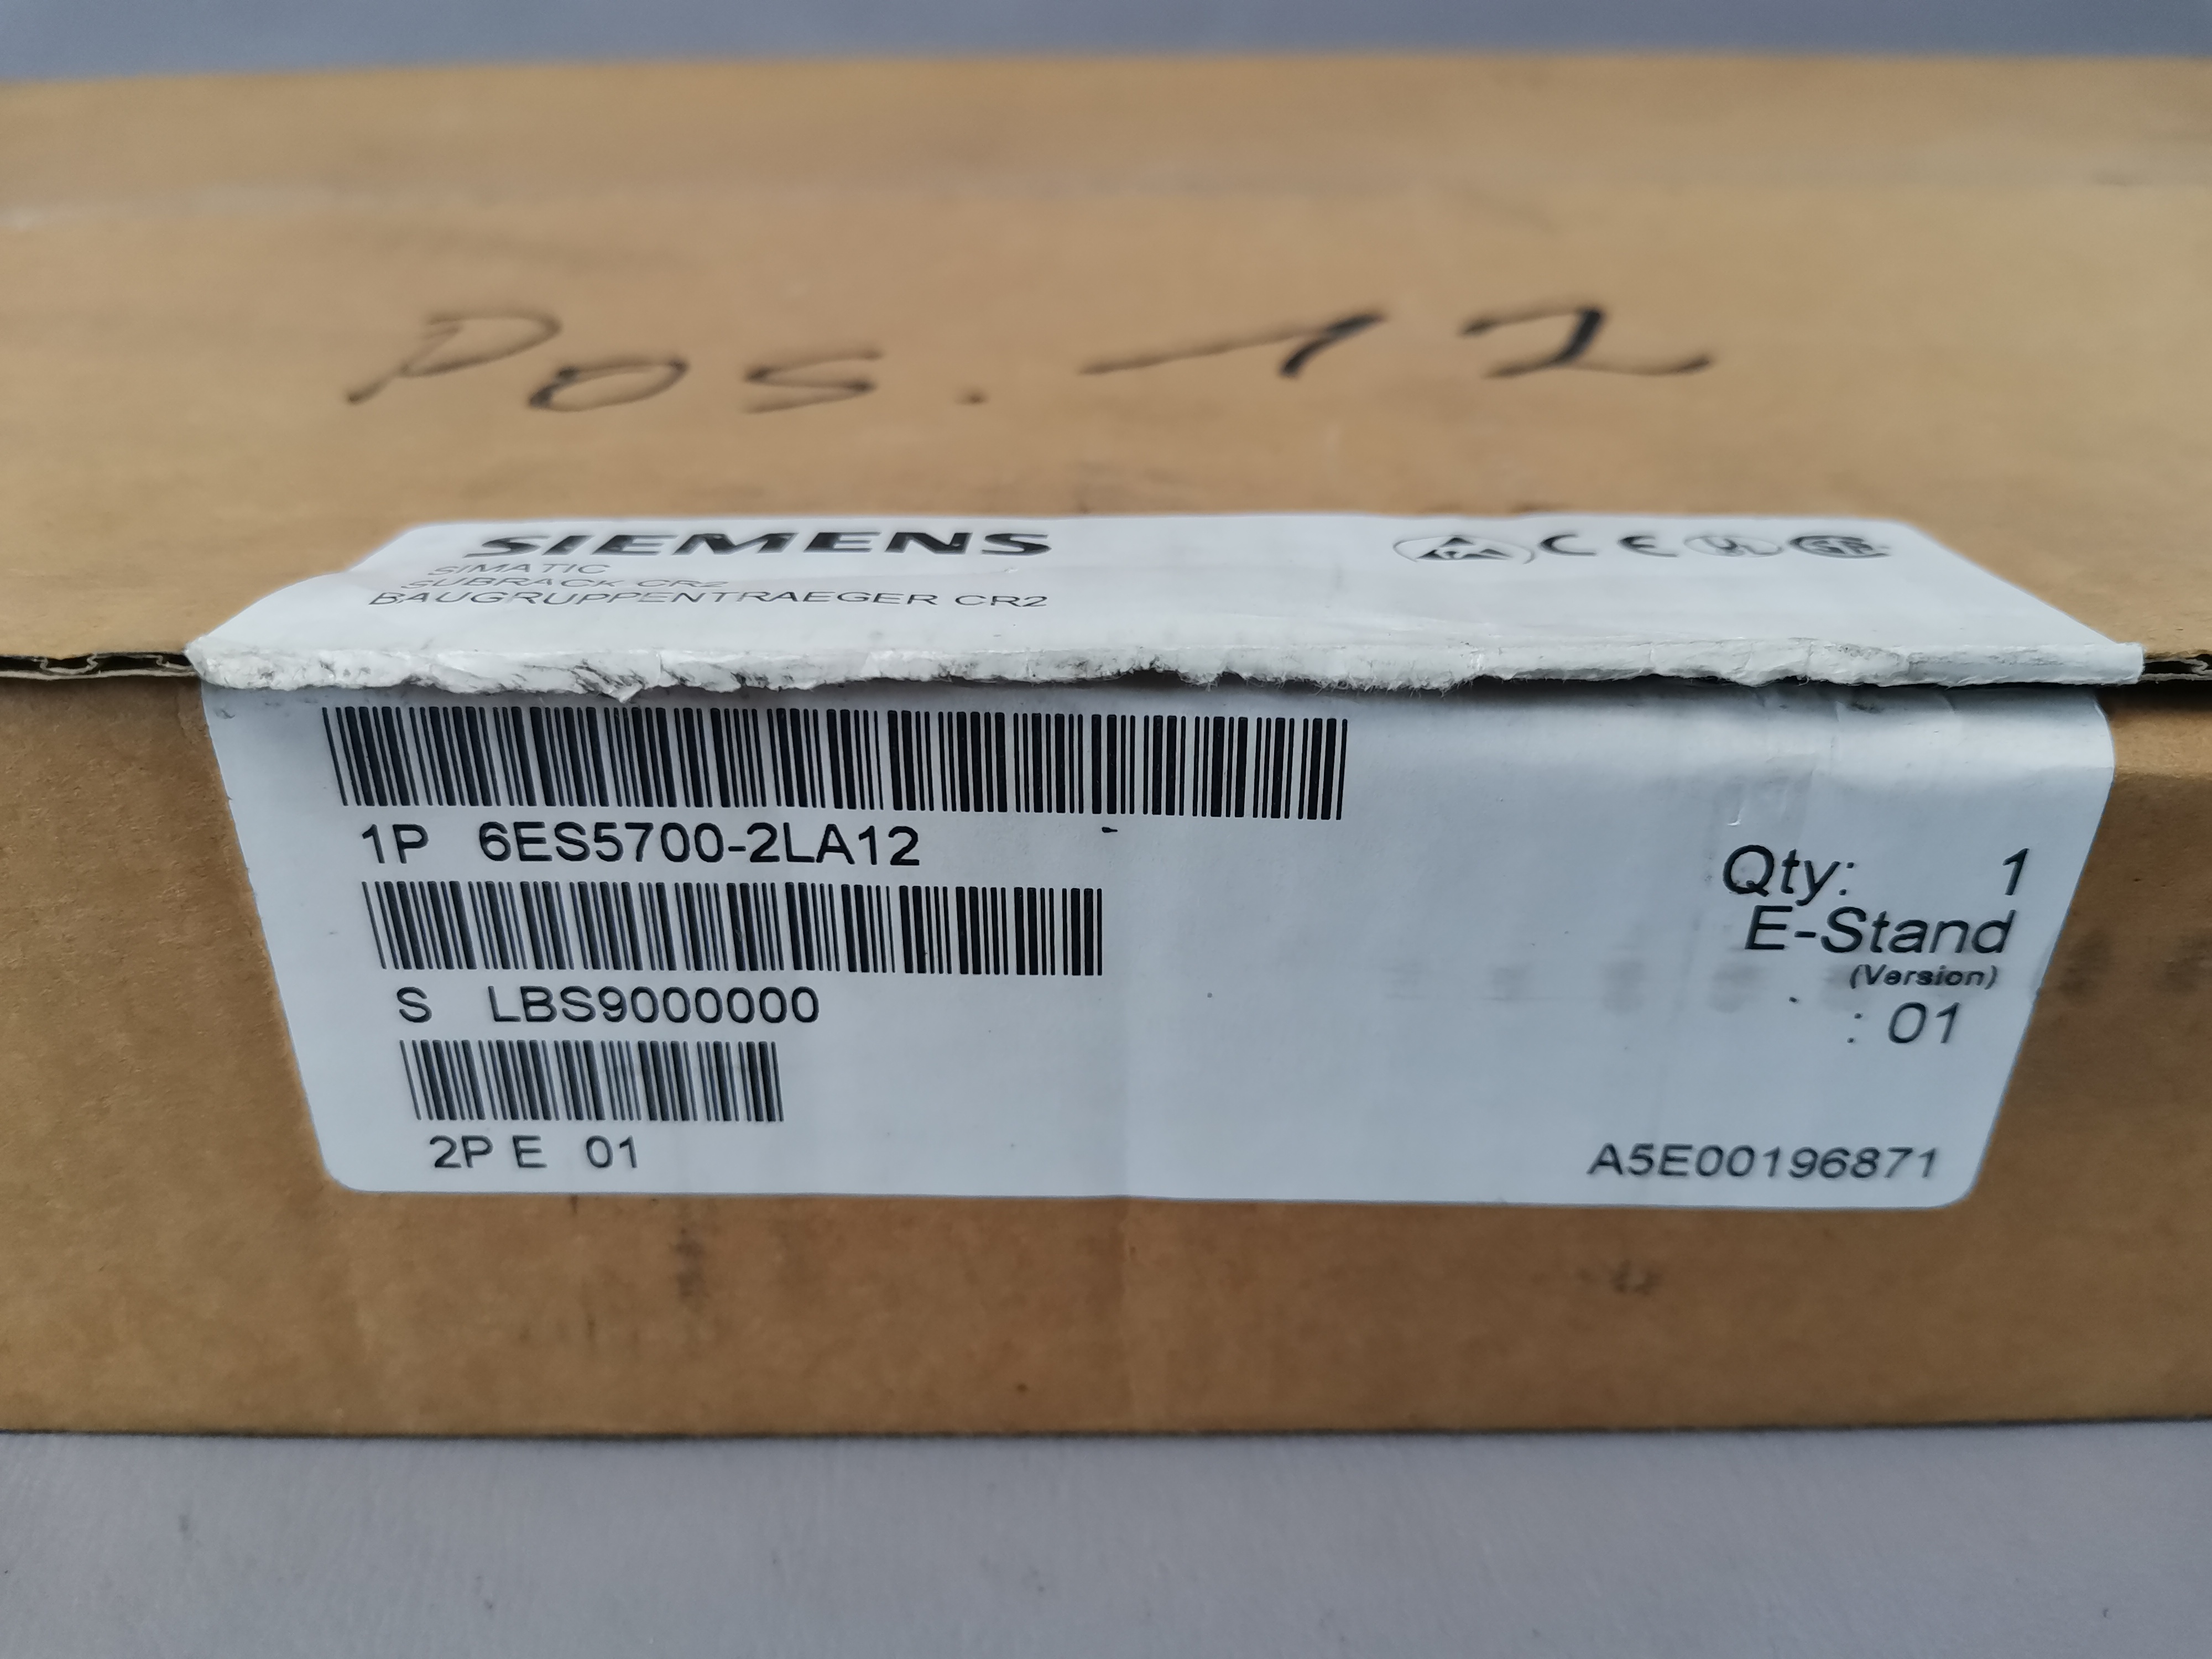 Pos. 12
SIEMENS
SIMATIC
SUBRACK CR2
BAUGRUPPENTRAEGER CR2
CE
1P 6ES5700-2LA12
Qty: 1
E-Stand
(Version)
: 01
S LBS9000000
2P E 01
A5E00196871